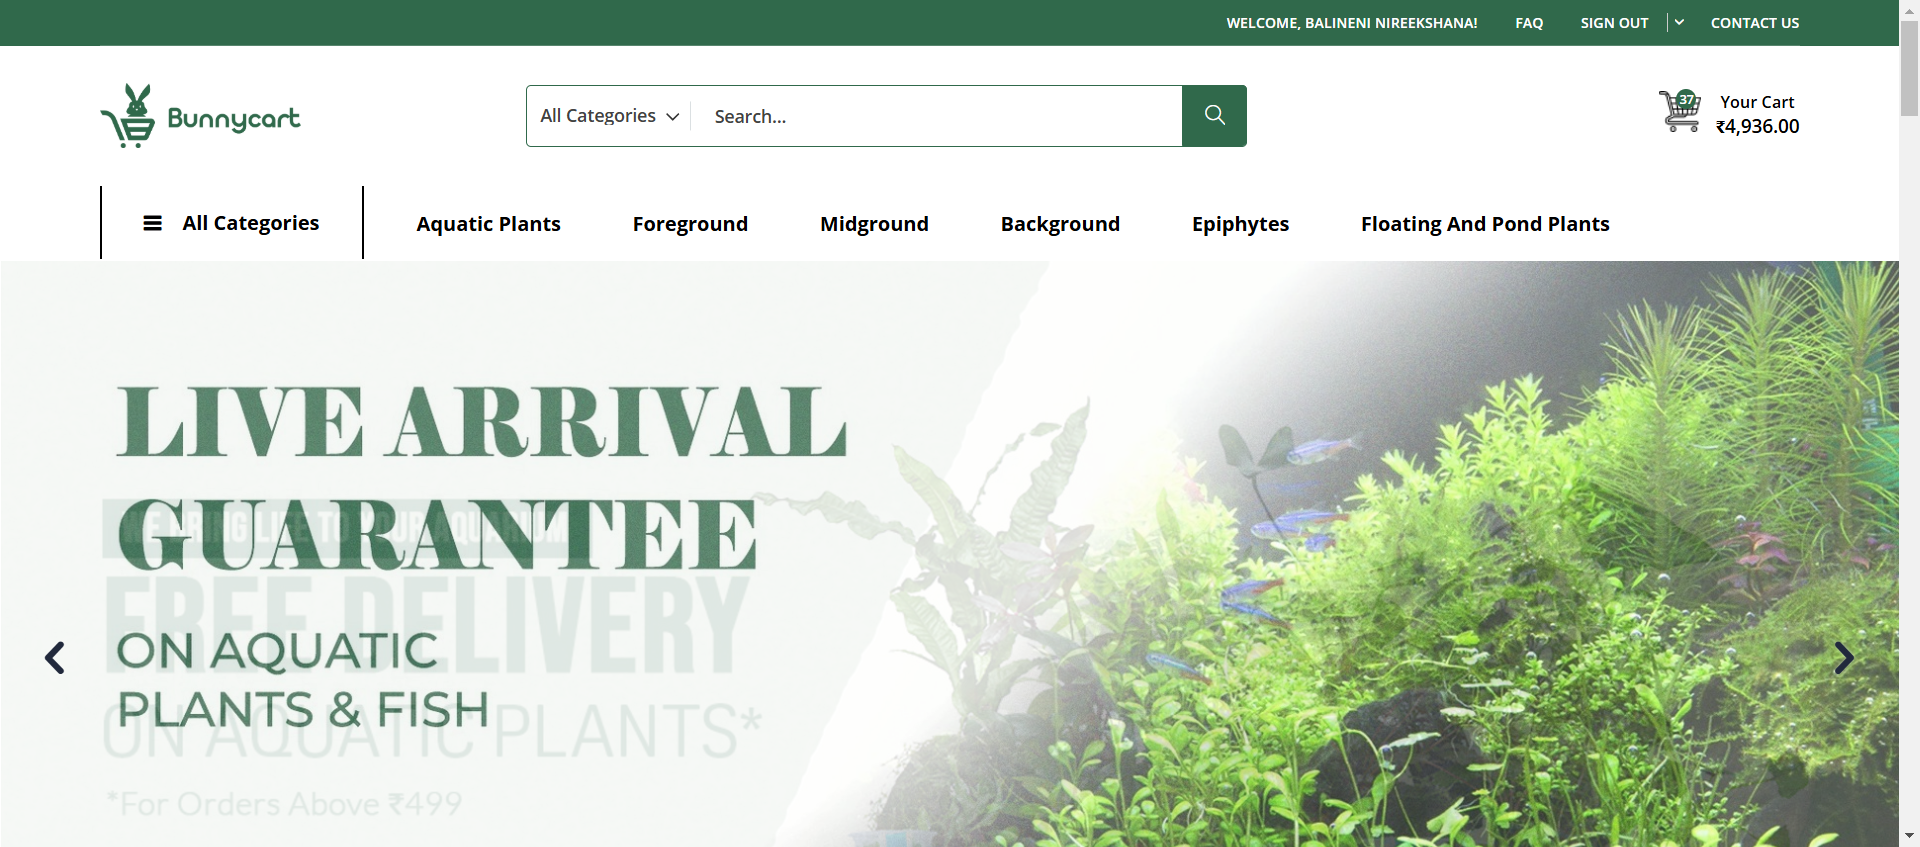 WELCOME, BALINENI NIREEKSHANA! FAQ SIGN OUT CONTACT US
Bunnycart
All Categories Search...
37
Your Cart
₹4,936.00
All Categories Aquatic Plants Foreground Midground Background Epiphytes Floating And Pond Plants
LIVE ARRIVAL
GUARANTEE
WE BRING LIFE TO YOUR AQUARIUM
FREE DELIVERY
ON AQUATIC
PLANTS & FISH
ON AQUATIC PLANTS*
*For Orders Above ₹499